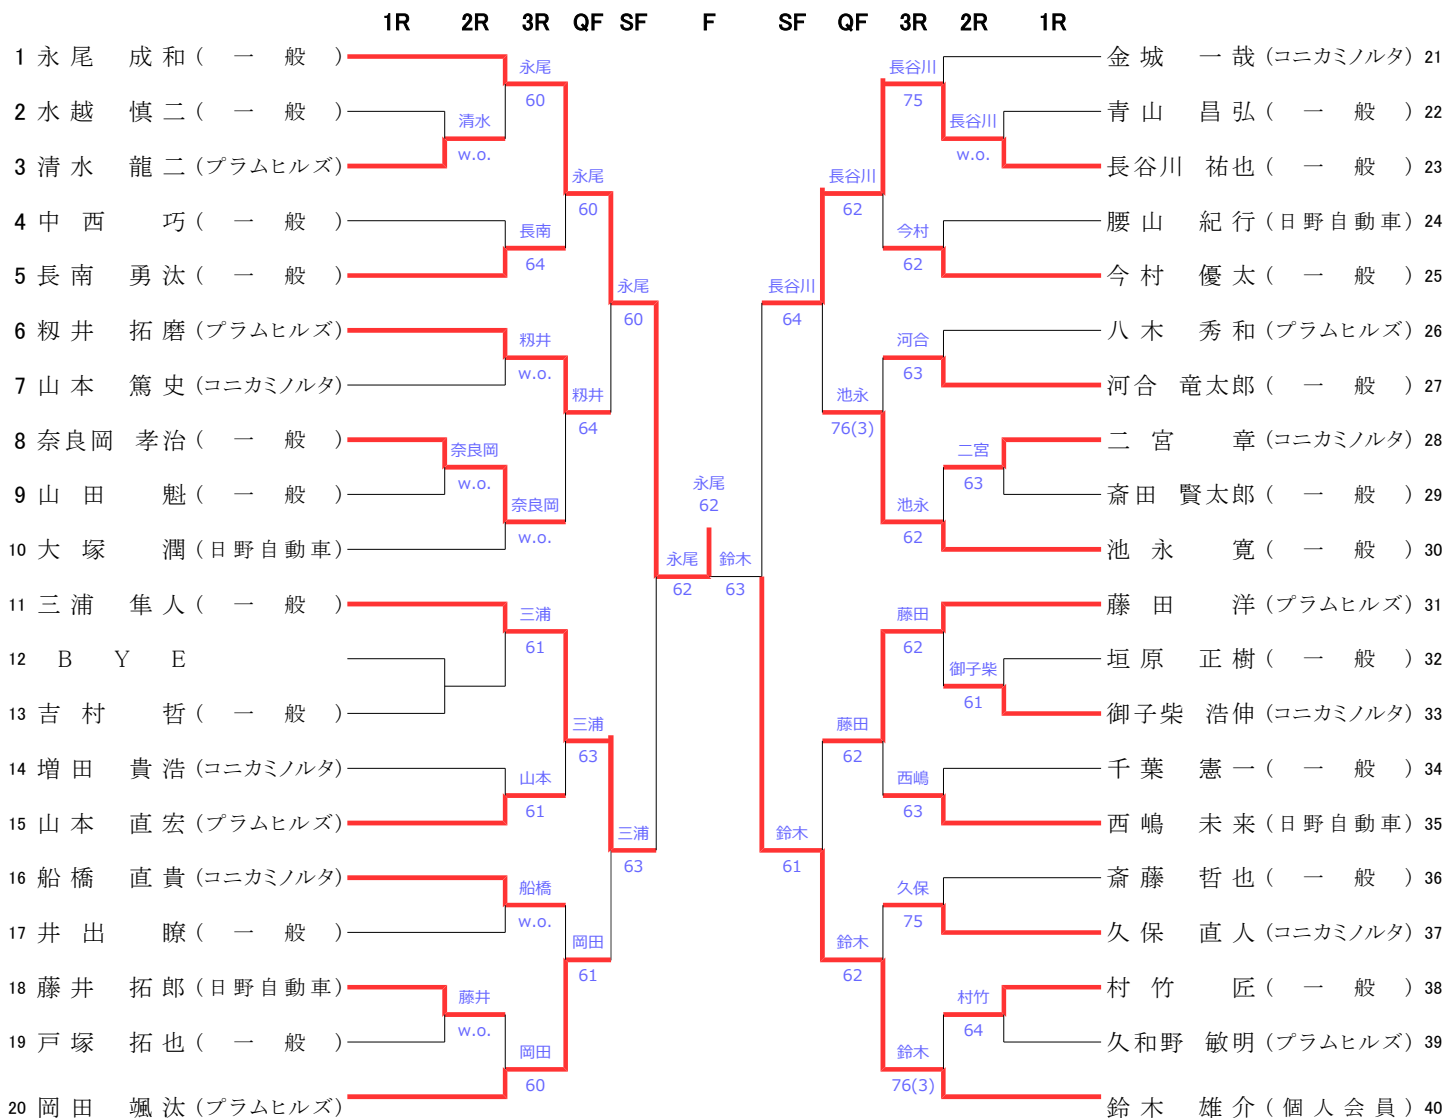 1R 2R 3R QF SF F SF QF 3R 2R 1R
1 永尾 成和 ( 一 般 )
2 水越 慎二 ( 一 般 )
3 清水 龍二 (プラムヒルズ)
4 中西 巧 ( 一 般 )
5 長南 勇汰 ( 一 般 )
6 籾井 拓磨 (プラムヒルズ)
7 山本 篤史 (コニカミノルタ)
8 奈良岡 孝治 ( 一 般 )
9 山田 魁 ( 一 般 )
10 大塚 潤 (日野自動車)
11 三浦 隼人 ( 一 般 )
12 B Y E
13 吉村 哲 ( 一 般 )
14 増田 貴浩 (コニカミノルタ)
15 山本 直宏 (プラムヒルズ)
16 船橋 直貴 (コニカミノルタ)
17 井出 瞭 ( 一 般 )
18 藤井 拓郎 (日野自動車)
19 戸塚 拓也 ( 一 般 )
20 岡田 颯汰 (プラムヒルズ)
清水
w.o.
奈良岡
w.o.
藤井
w.o.
永尾
60
長南
64
籾井
w.o.
奈良岡
w.o.
三浦
61
山本
61
船橋
w.o.
岡田
60
永尾
60
籾井
64
三浦
63
岡田
61
永尾
60
三浦
63
永尾
62
永尾
62
鈴木
63
長谷川
64
鈴木
61
長谷川
62
池永
76(3)
藤田
62
鈴木
62
長谷川
75
今村
62
河合
63
池永
62
藤田
62
西嶋
63
久保
75
鈴木
76(3)
長谷川
w.o.
二宮
63
御子柴
61
村竹
64
金城 一哉 (コニカミノルタ) 21
青山 昌弘 ( 一 般 ) 22
長谷川 祐也 ( 一 般 ) 23
腰山 紀行 (日野自動車) 24
今村 優太 ( 一 般 ) 25
八木 秀和 (プラムヒルズ) 26
河合 竜太郎 ( 一 般 ) 27
二宮 章 (コニカミノルタ) 28
斎田 賢太郎 ( 一 般 ) 29
池永 寛 ( 一 般 ) 30
藤田 洋 (プラムヒルズ) 31
垣原 正樹 ( 一 般 ) 32
御子柴 浩伸 (コニカミノルタ) 33
千葉 憲一 ( 一 般 ) 34
西嶋 未来 (日野自動車) 35
斎藤 哲也 ( 一 般 ) 36
久保 直人 (コニカミノルタ) 37
村竹 匠 ( 一 般 ) 38
久和野 敏明 (プラムヒルズ) 39
鈴木 雄介 (個人会員) 40